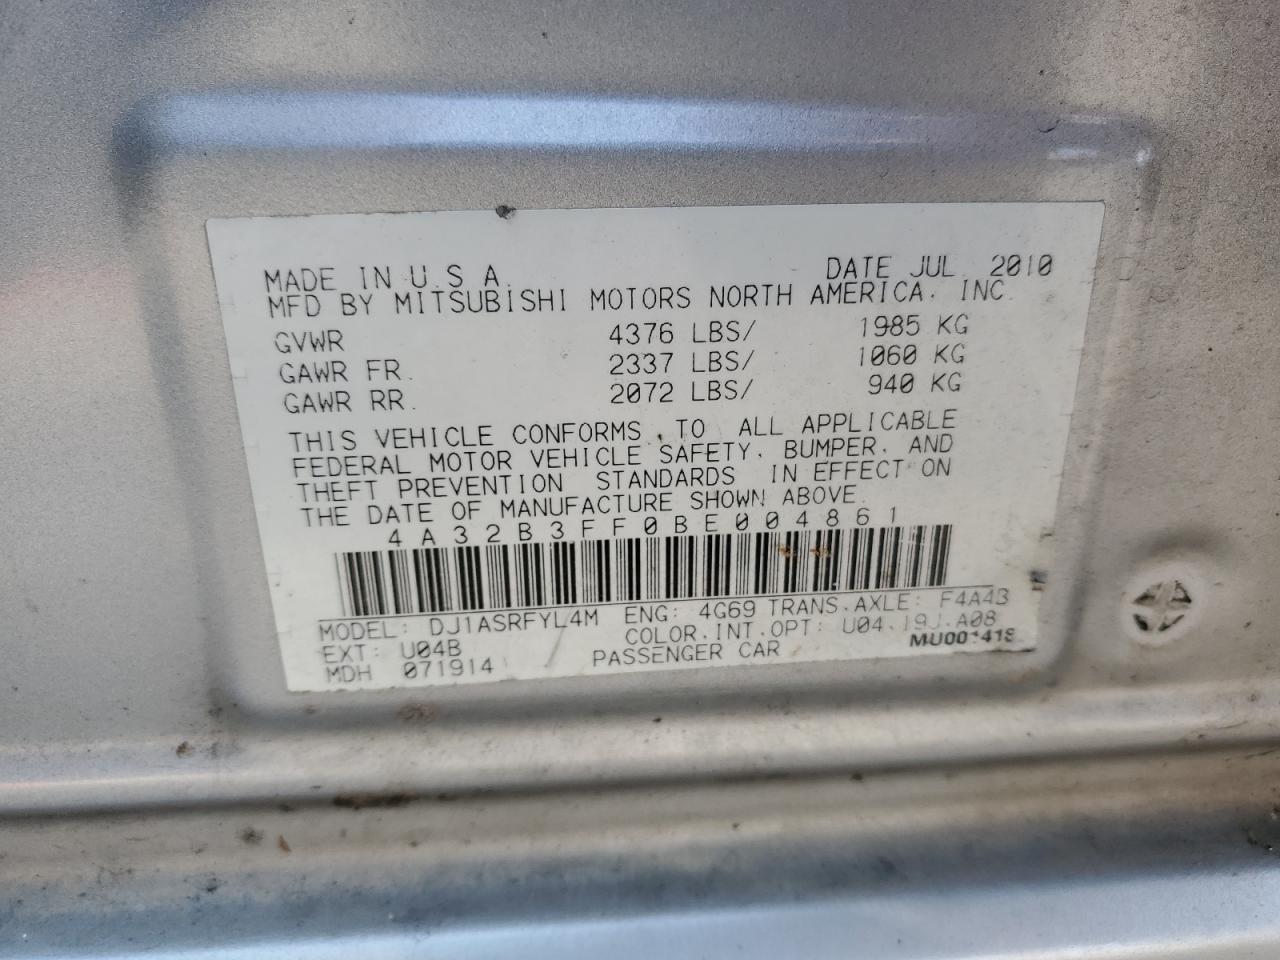 MADE IN U.S.A. DATE JUL. 2010
MFD BY MITSUBISHI MOTORS NORTH AMERICA. INC.
GVWR 4376 LBS/ 1985 KG
GAWR FR. 2337 LBS/ 1060 KG
GAWR RR. 2072 LBS/ 940 KG
THIS VEHICLE CONFORMS TO ALL APPLICABLE
FEDERAL MOTOR VEHICLE SAFETY, BUMPER, AND
THEFT PREVENTION STANDARDS IN EFFECT ON
THE DATE OF MANUFACTURE SHOWN ABOVE.
4A32B3FF0BE004861
MODEL: DJ1ASRFYL4M ENG: 4G69 TRANS.AXLE: F4A4B
EXT: U04B COLOR.INT.OPT: U04.19J.A08
MDH 071914 PASSENGER CAR MU001418